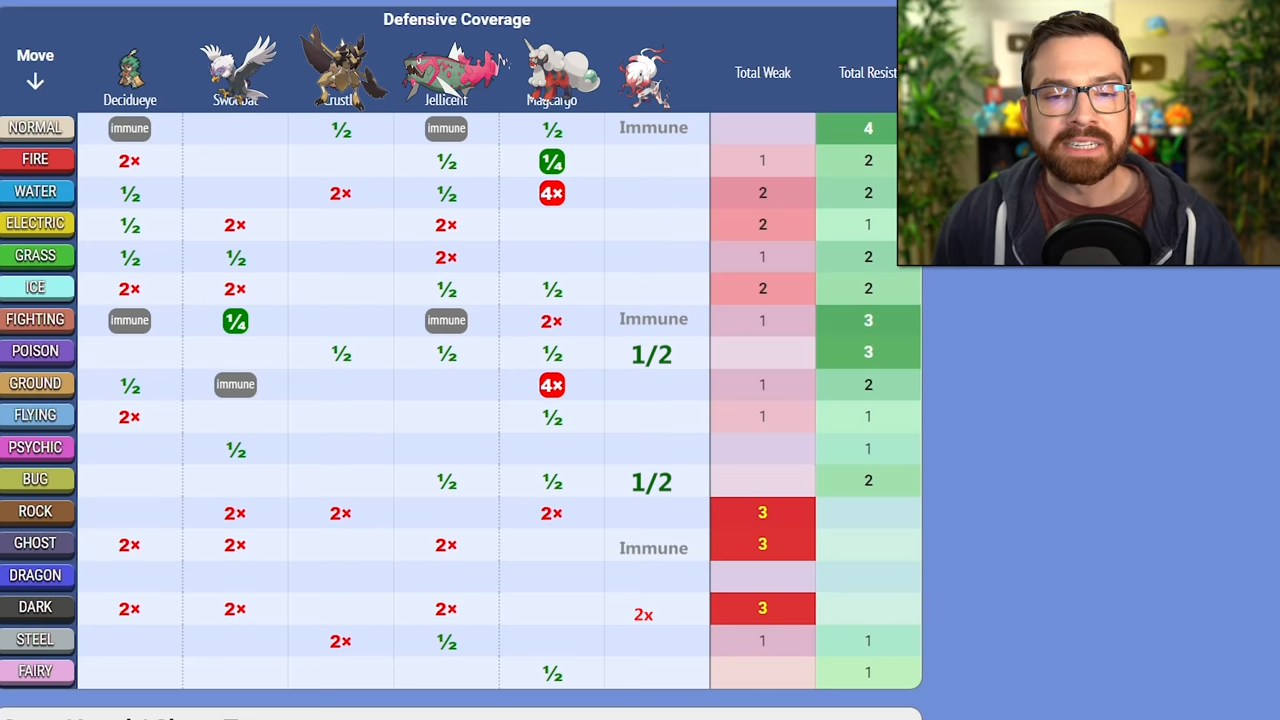 Defensive Coverage
Move
↓
Decidueye Crustl Jellicent Magcargo Total Weak Total Resist
NORMAL immune ½ immune ½ Immune 4
FIRE 2× ½ ¼ 1 2
WATER ½ 2× ½ 4× 2 2
ELECTRIC ½ 2× 2× 2 1
GRASS ½ ½ 2× 1 2
ICE 2× 2× ½ ½ 2 2
FIGHTING immune ¼ immune 2× Immune 1 3
POISON ½ ½ ½ 1/2 3
GROUND ½ immune 4× 1 2
FLYING 2× ½ 1 1
PSYCHIC ½ 1
BUG ½ ½ 1/2 2
ROCK 2× 2× 2× 3
GHOST 2× 2× 2× Immune 3
DRAGON
DARK 2× 2× 2× 2x 3
STEEL 2× ½ 1 1
FAIRY ½ 1